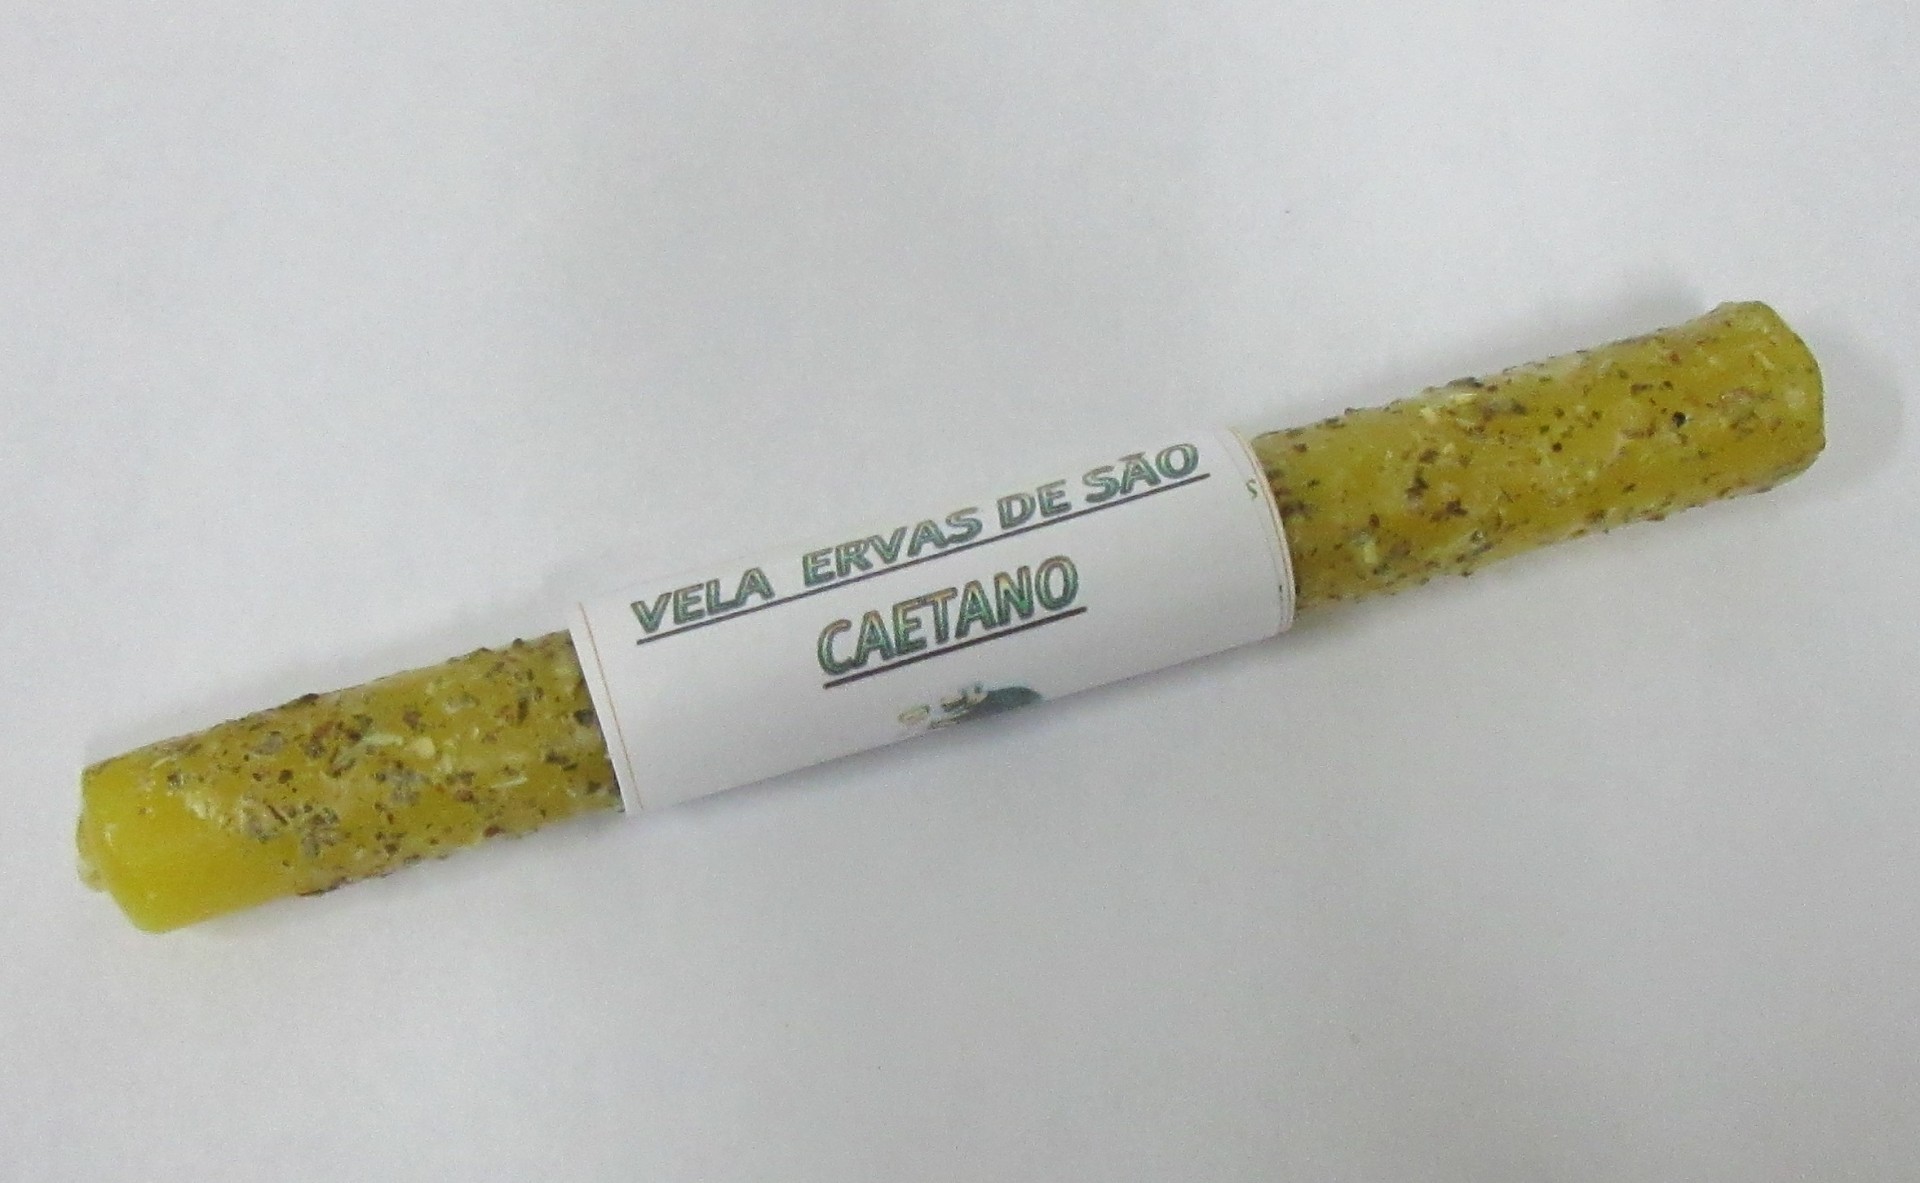 VELA ERVAS DE SÃO
CAETANO
S